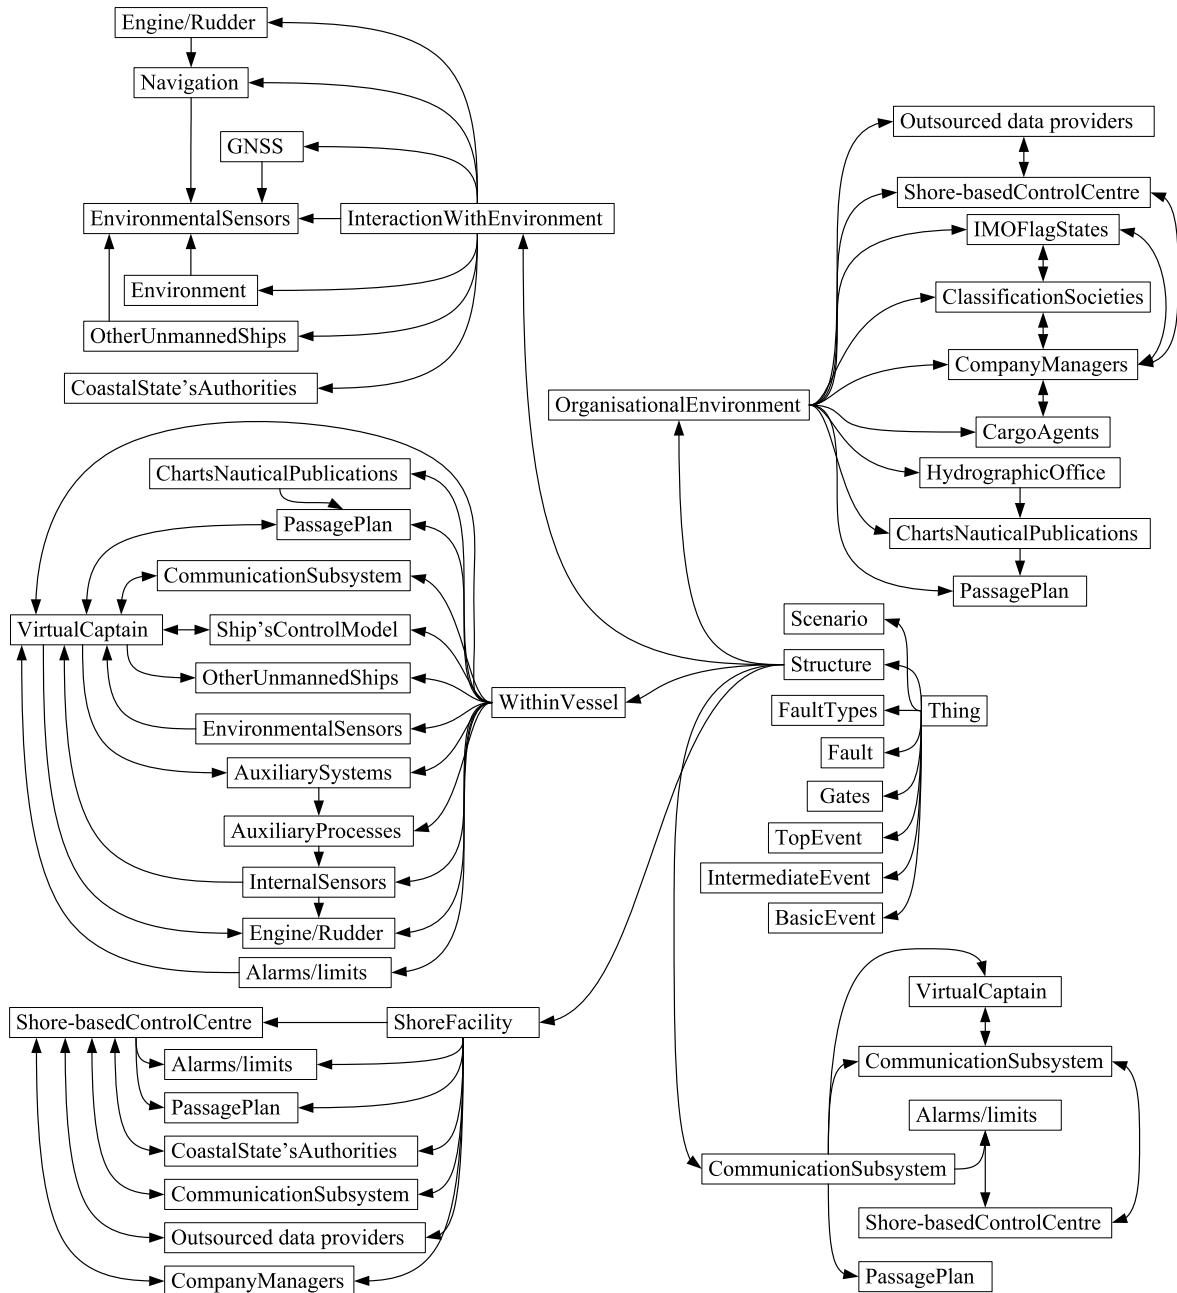 Engine/Rudder
Navigation
GNSS
EnvironmentalSensors
InteractionWithEnvironment
Environment
OtherUnmannedShips
CoastalState’sAuthorities
Outsourced data providers
Shore-basedControlCentre
IMOFlagStates
ClassificationSocieties
CompanyManagers
OrganisationalEnvironment
CargoAgents
HydrographicOffice
ChartsNauticalPublications
PassagePlan
ChartsNauticalPublications
PassagePlan
CommunicationSubsystem
VirtualCaptain
Ship’sControlModel
OtherUnmannedShips
WithinVessel
EnvironmentalSensors
AuxiliarySystems
AuxiliaryProcesses
InternalSensors
Engine/Rudder
Alarms/limits
Scenario
Structure
FaultTypes
Thing
Fault
Gates
TopEvent
IntermediateEvent
BasicEvent
Shore-basedControlCentre
ShoreFacility
Alarms/limits
PassagePlan
CoastalState’sAuthorities
CommunicationSubsystem
Outsourced data providers
CompanyManagers
VirtualCaptain
CommunicationSubsystem
Alarms/limits
CommunicationSubsystem
Shore-basedControlCentre
PassagePlan